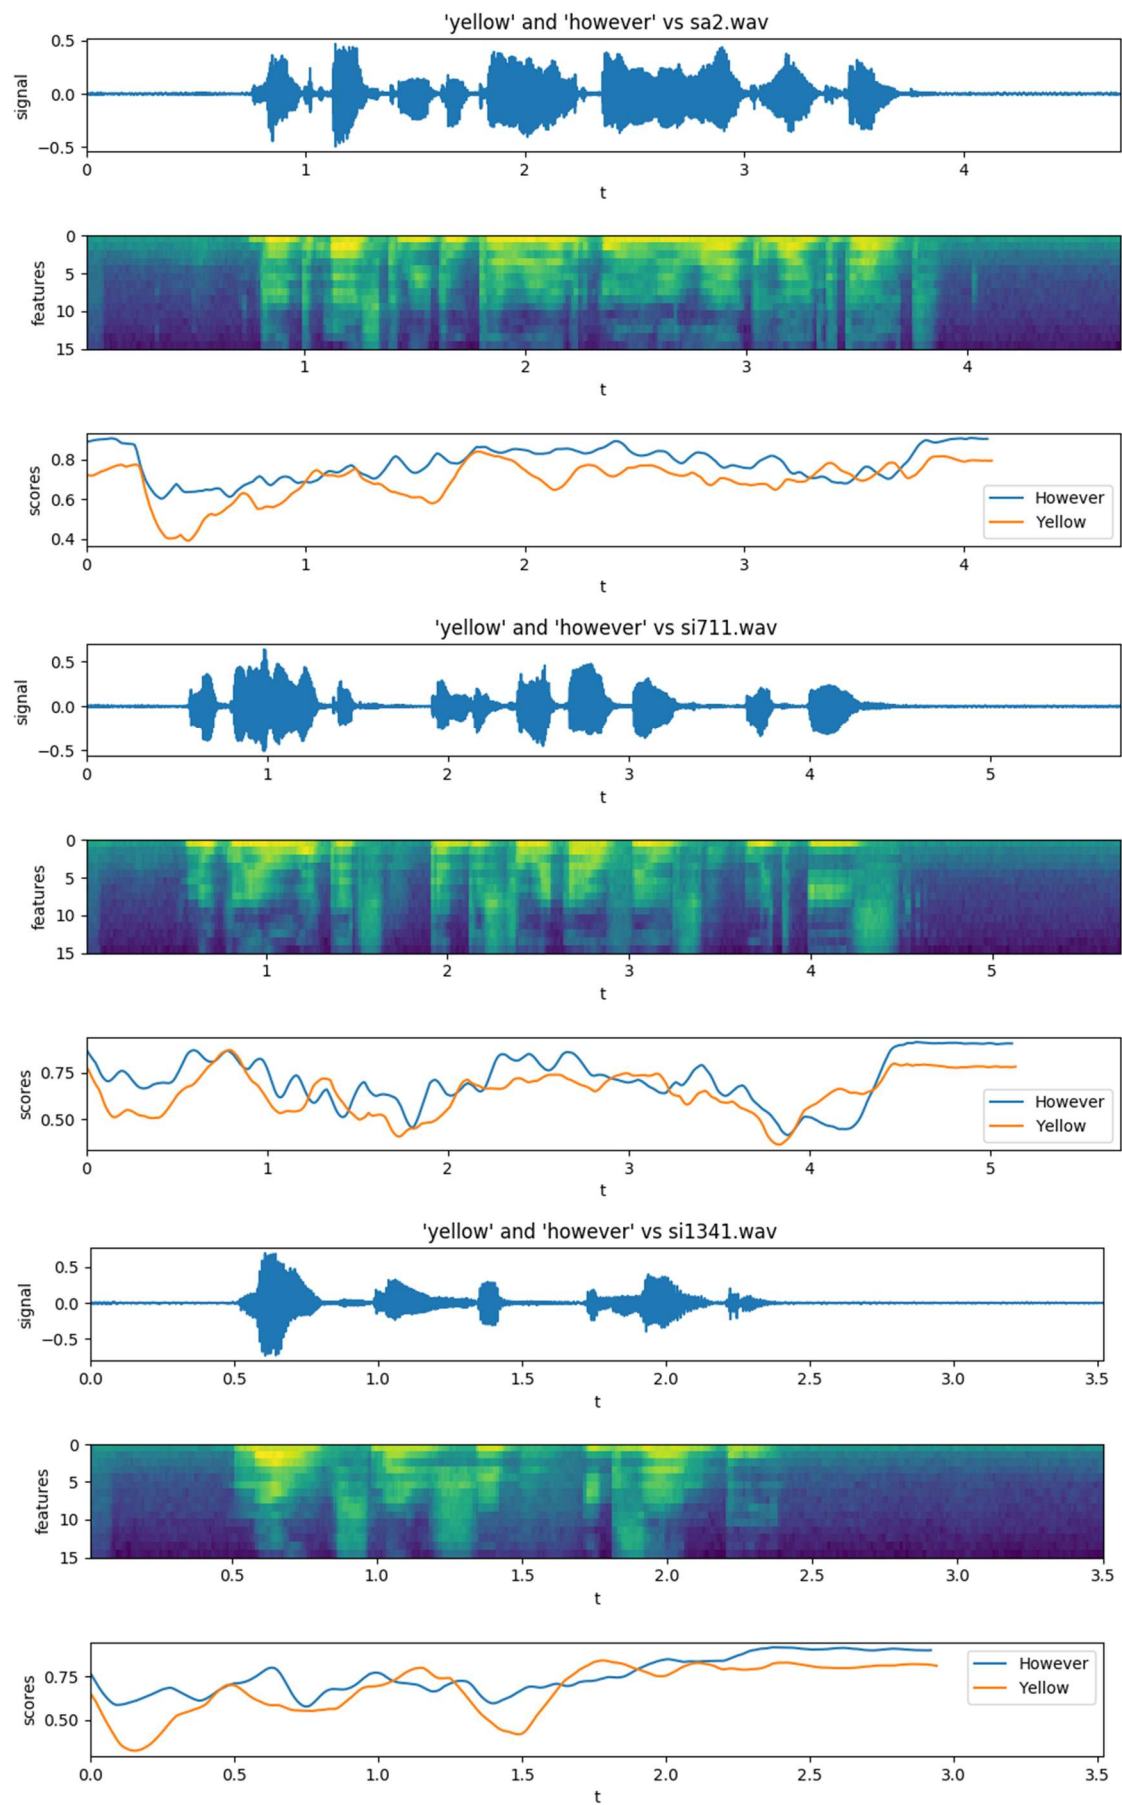 'yellow' and 'however' vs sa2.wav
0.5
0.0
−0.5
signal
0 1 2 3 4
t
0
5
10
15
features
1 2 3 4
t
0.8
0.6
0.4
scores
However
Yellow
0 1 2 3 4
t
'yellow' and 'however' vs si711.wav
0.5
0.0
−0.5
signal
0 1 2 3 4 5
t
0
5
10
15
features
1 2 3 4 5
t
0.75
0.50
scores
However
Yellow
0 1 2 3 4 5
t
'yellow' and 'however' vs si1341.wav
0.5
0.0
−0.5
signal
0.0 0.5 1.0 1.5 2.0 2.5 3.0 3.5
t
0
5
10
15
features
0.5 1.0 1.5 2.0 2.5 3.0 3.5
t
0.75
0.50
scores
However
Yellow
0.0 0.5 1.0 1.5 2.0 2.5 3.0 3.5
t